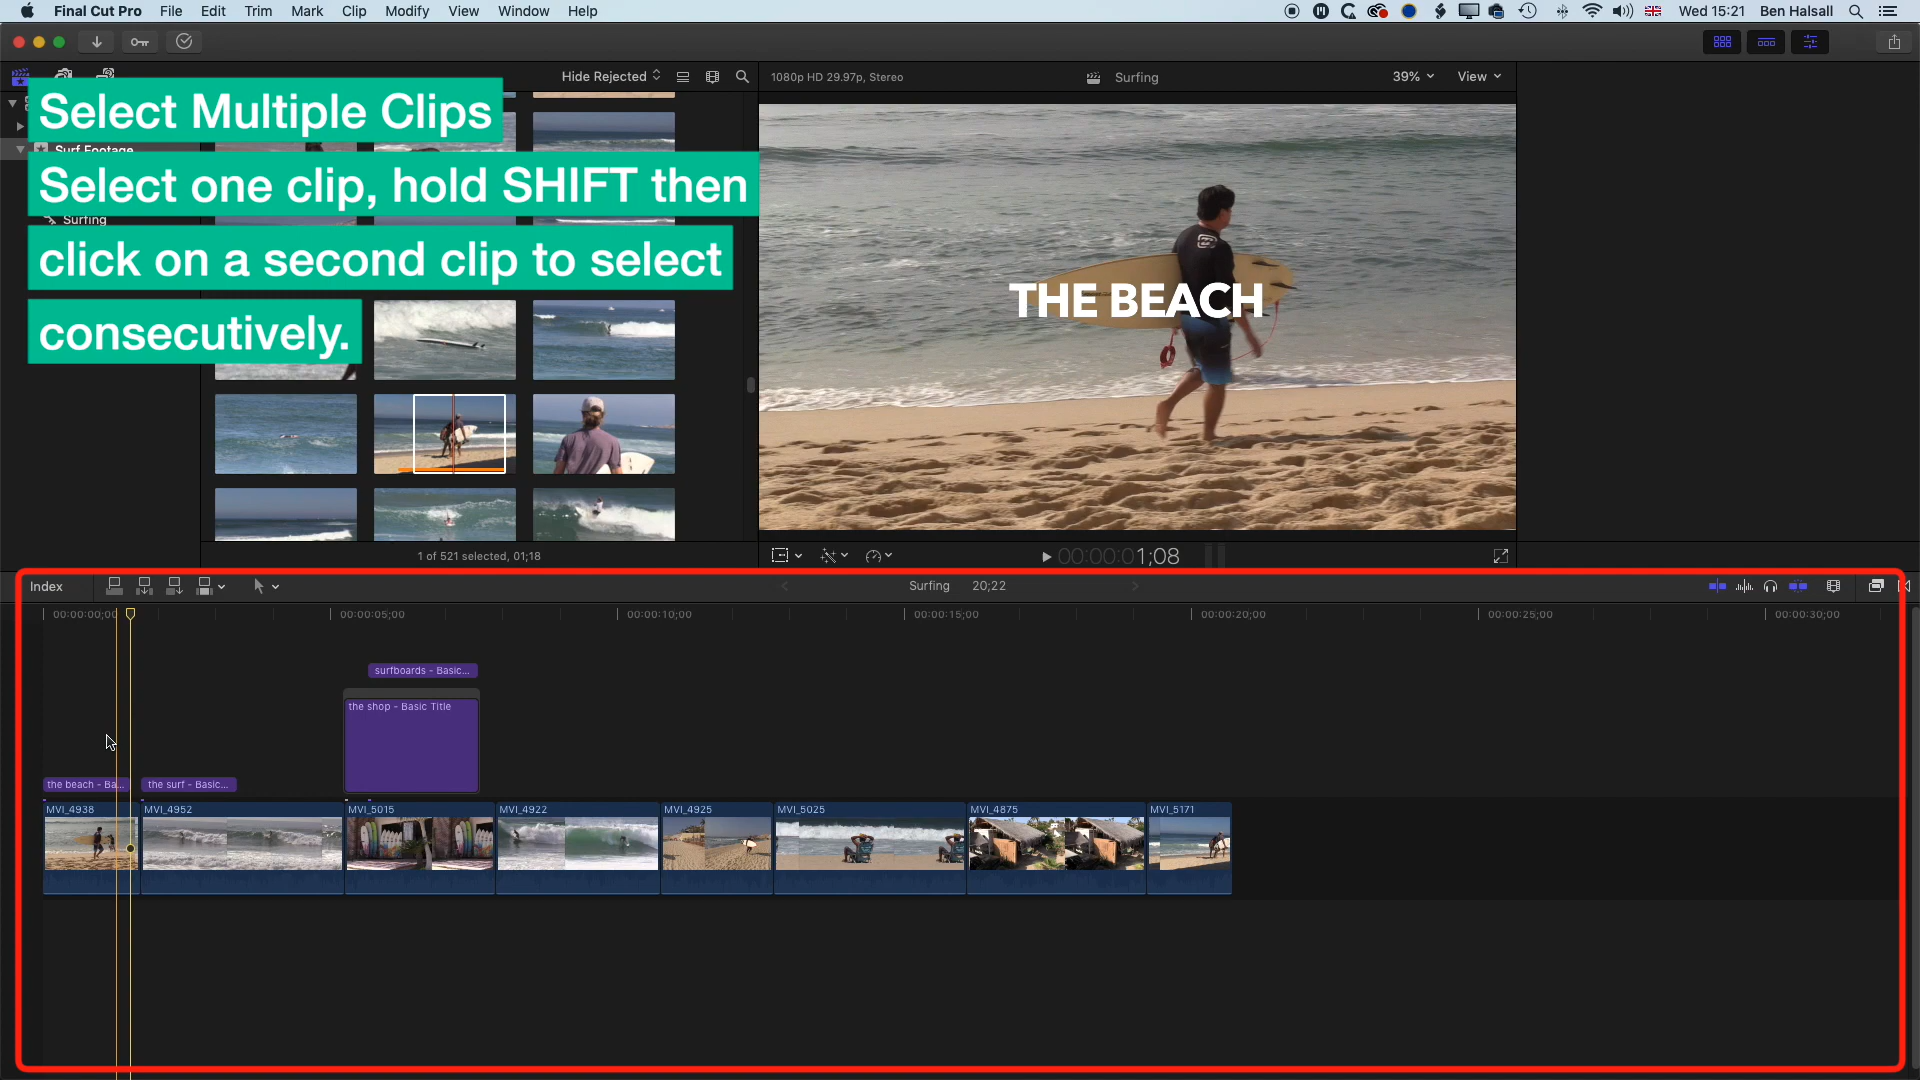 Final Cut Pro File Edit Trim Mark Clip Modify View Window Help Wed 15:21 Ben Halsall
Hide Rejected
1080p HD 29.97p, Stereo Surfing 39% View
Select Multiple Clips
Surf Footage
Select one clip, hold SHIFT then
Surfing
click on a second clip to select
consecutively.
THE BEACH
1 of 521 selected, 01;18
00:00:01;08
Index Surfing 20;22
00:00:00;00 00:00:05;00 00:00:10;00 00:00:15;00 00:00:20;00 00:00:25;00 00:00:30;00
surfboards - Basic...
the shop - Basic Title
the beach - Ba... the surf - Basic...
MVI_4938 MVI_4952 MVI_5015 MVI_4922 MVI_4925 MVI_5025 MVI_4875 MVI_5171